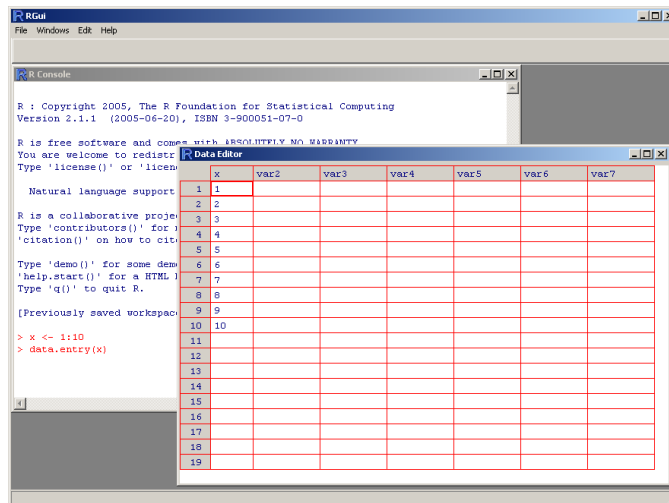 RGui
File Windows Edit Help
R Console
R : Copyright 2005, The R Foundation for Statistical Computing
Version 2.1.1 (2005-06-20), ISBN 3-900051-07-0
R is free software and comes with ABSOLUTELY NO WARRANTY
You are welcome to redistr
Type 'license()' or 'licen
Natural language support
R is a collaborative proje
Type 'contributors()' for
'citation()' on how to cit
Type 'demo()' for some dem
'help.start()' for a HTML
Type 'q()' to quit R.
[Previously saved workspac
> x <- 1:10
> data.entry(x)
Data Editor
x var2 var3 var4 var5 var6 var7
1 1
2 2
3 3
4 4
5 5
6 6
7 7
8 8
9 9
10 10
11
12
13
14
15
16
17
18
19